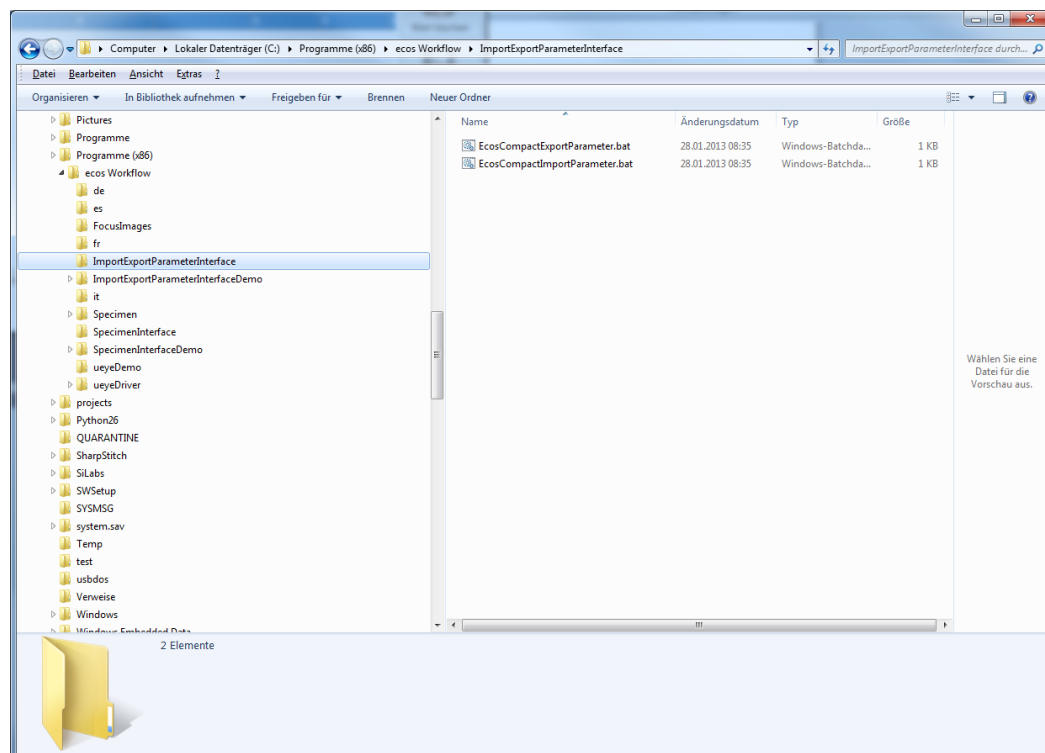 Computer ▸ Lokaler Datenträger (C:) ▸ Programme (x86) ▸ ecos Workflow ▸ ImportExportParameterInterface
ImportExportParameterInterface durch...
Datei Bearbeiten Ansicht Extras ?
Organisieren In Bibliothek aufnehmen Freigeben für Brennen Neuer Ordner
Pictures
Programme
Programme (x86)
ecos Workflow
de
es
FocusImages
fr
ImportExportParameterInterface
ImportExportParameterInterfaceDemo
it
Specimen
SpecimenInterface
SpecimenInterfaceDemo
ueyeDemo
ueyeDriver
projects
Python26
QUARANTINE
SharpStitch
SiLabs
SWSetup
SYSMSG
system.sav
Temp
test
usbdos
Verweise
Windows
Windows Embedded Data
Name Änderungsdatum Typ Größe
EcosCompactExportParameter.bat 28.01.2013 08:35 Windows-Batchda... 1 KB
EcosCompactImportParameter.bat 28.01.2013 08:35 Windows-Batchda... 1 KB
Wählen Sie eine
Datei für die
Vorschau aus.
2 Elemente